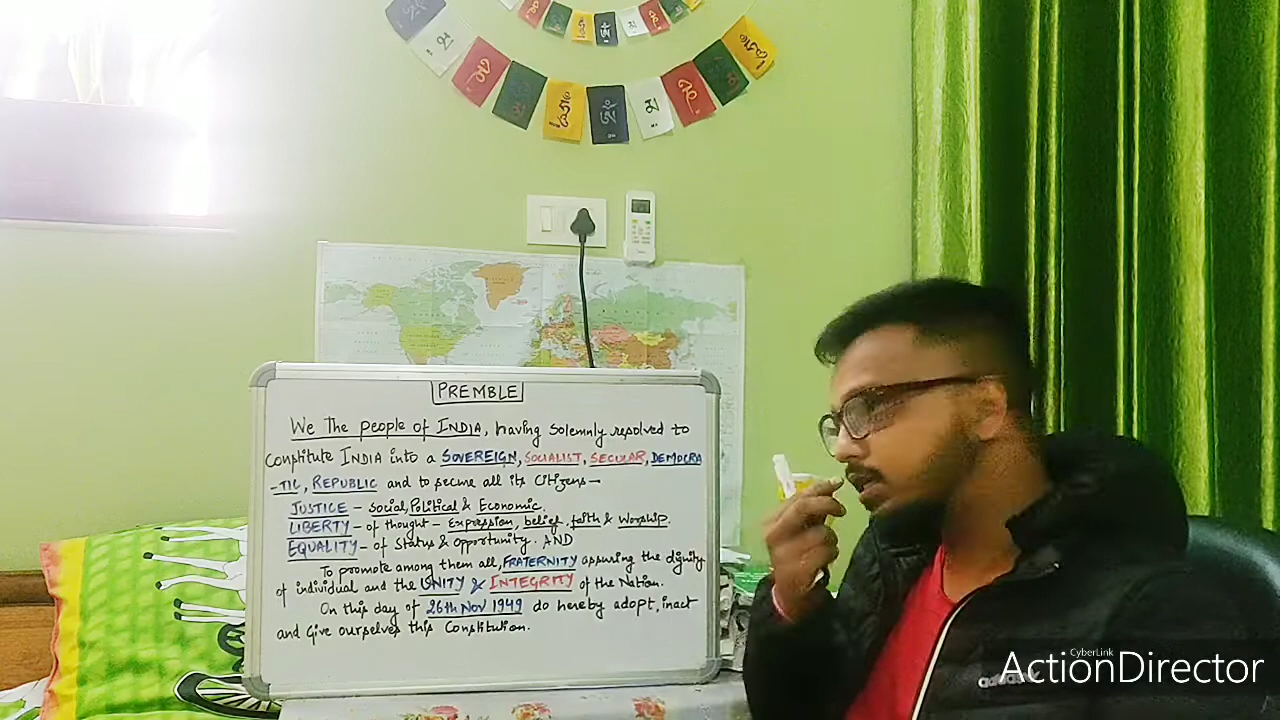 PREMBLE
We The people of INDIA, having solemnly resolved to
Constitute INDIA into a SOVEREIGN, SOCIALIST, SECULAR, DEMOCRA
-TIC, REPUBLIC and to secure all its Citizens—
JUSTICE - Social, Political & Economic.
LIBERTY - of thought - Expression, belief, faith & Worship.
EQUALITY - of Status & opportunity. AND
To promote among them all, FRATERNITY assuring the dignity
of individual and the UNITY & INTEGRITY of the Nation.
On this day of 26th Nov 1949 do hereby adopt, inact
and Give ourselves this Constitution.
CyberLink
ActionDirector